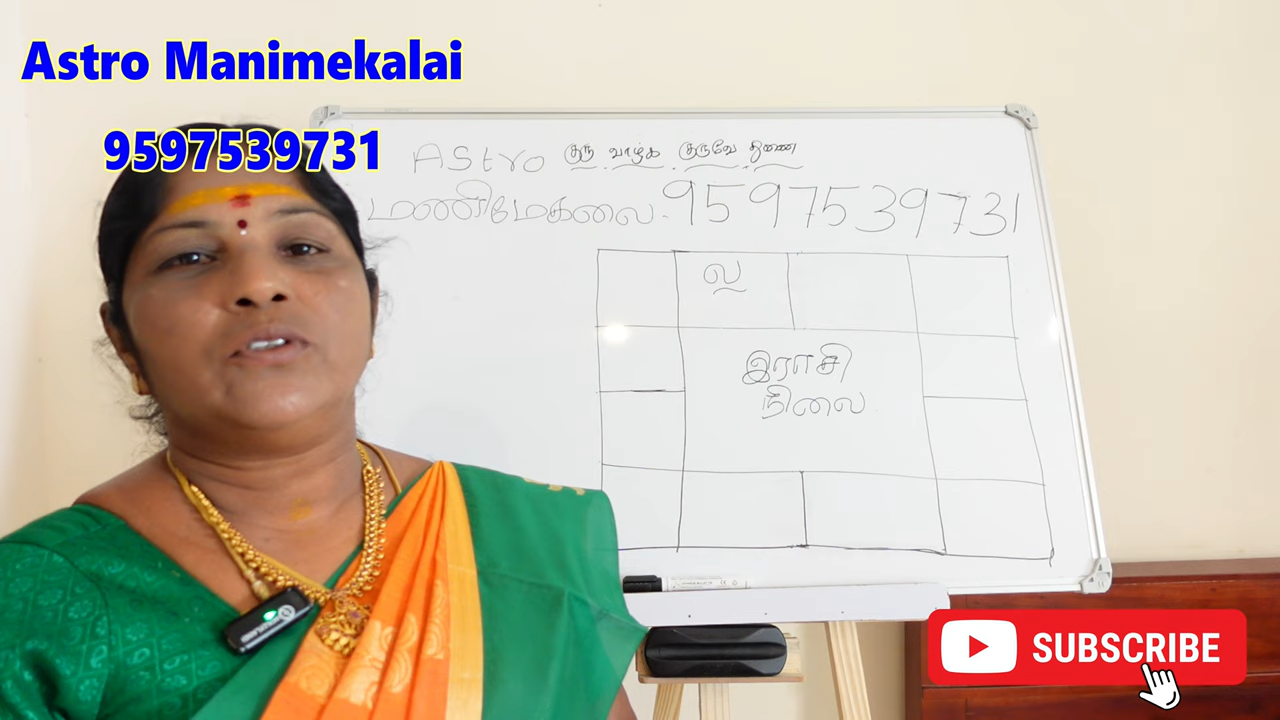 Astro Manimekalai
9597539731
Astro குரு வாழ்க குருவே துணை
மணிமேகலை - 9597539731
ல
இராசி
நிலை
SUBSCRIBE